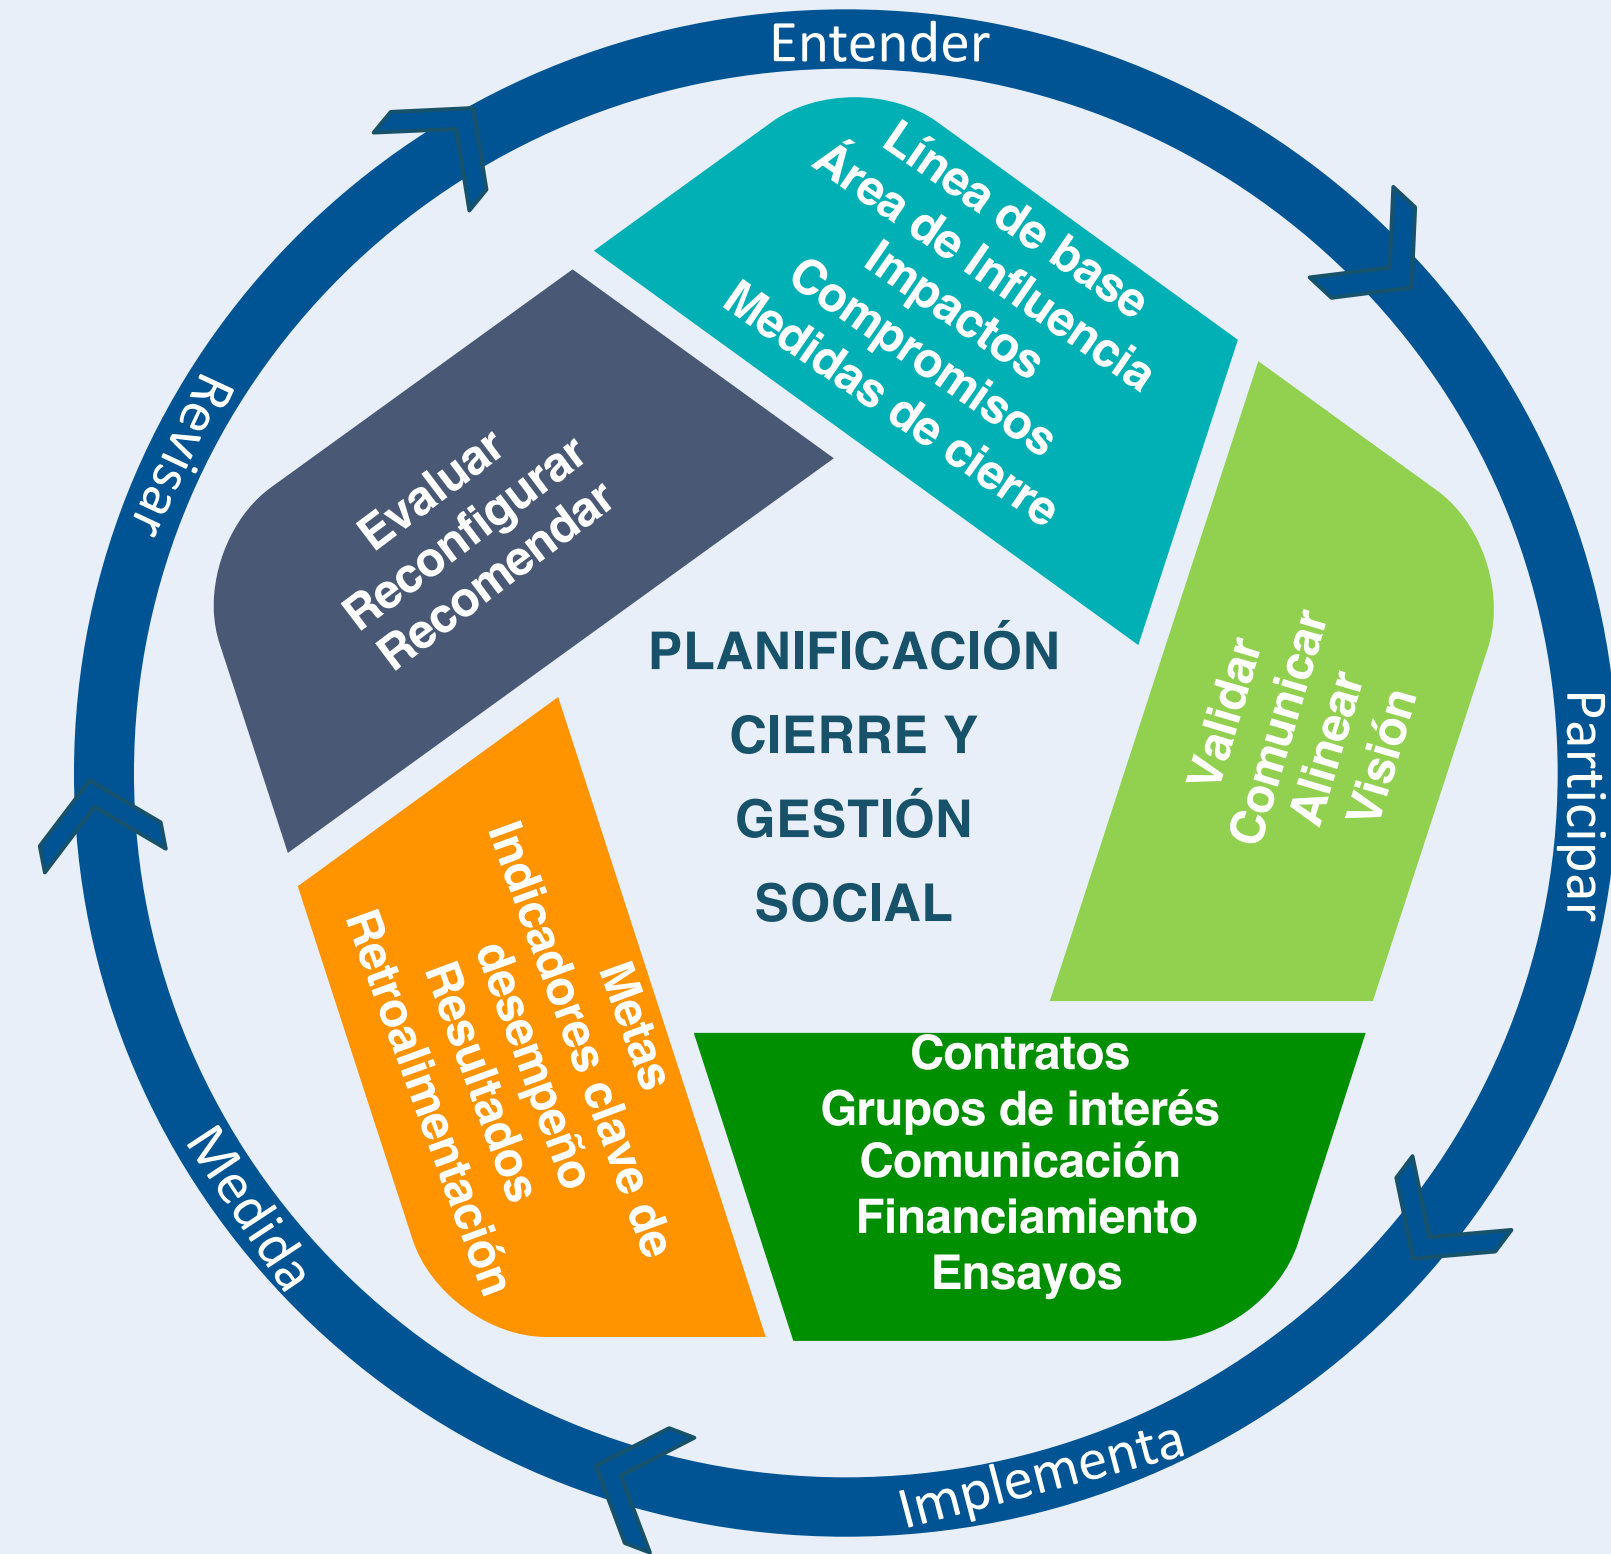 Entender
Línea de base
Área de Influencia
Impactos
Compromisos
Medidas de cierre
Participar
Validar
Comunicar
Alinear
Visión
Implementa
Contratos
Grupos de interés
Comunicación
Financiamiento
Ensayos
Medida
Metas
Indicadores clave de
desempeño
Resultados
Retroalimentación
Revisar
Evaluar
Reconfigurar
Recomendar
PLANIFICACIÓN
CIERRE Y
GESTIÓN
SOCIAL